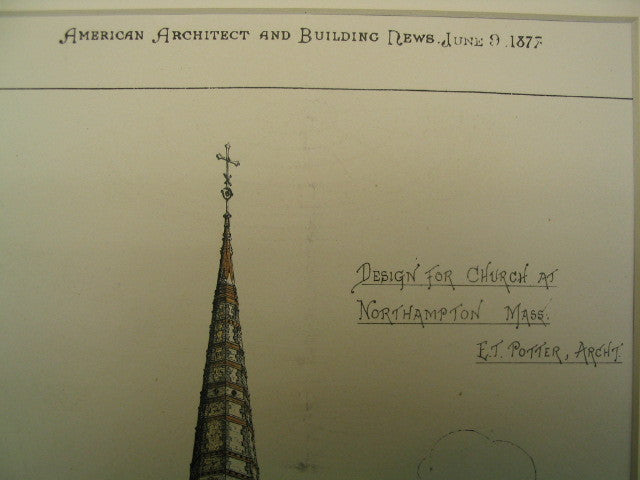 American Architect and Building News. June 9. 1877
Design for Church at
Northampton Mass.
E.T. Potter, Archt.